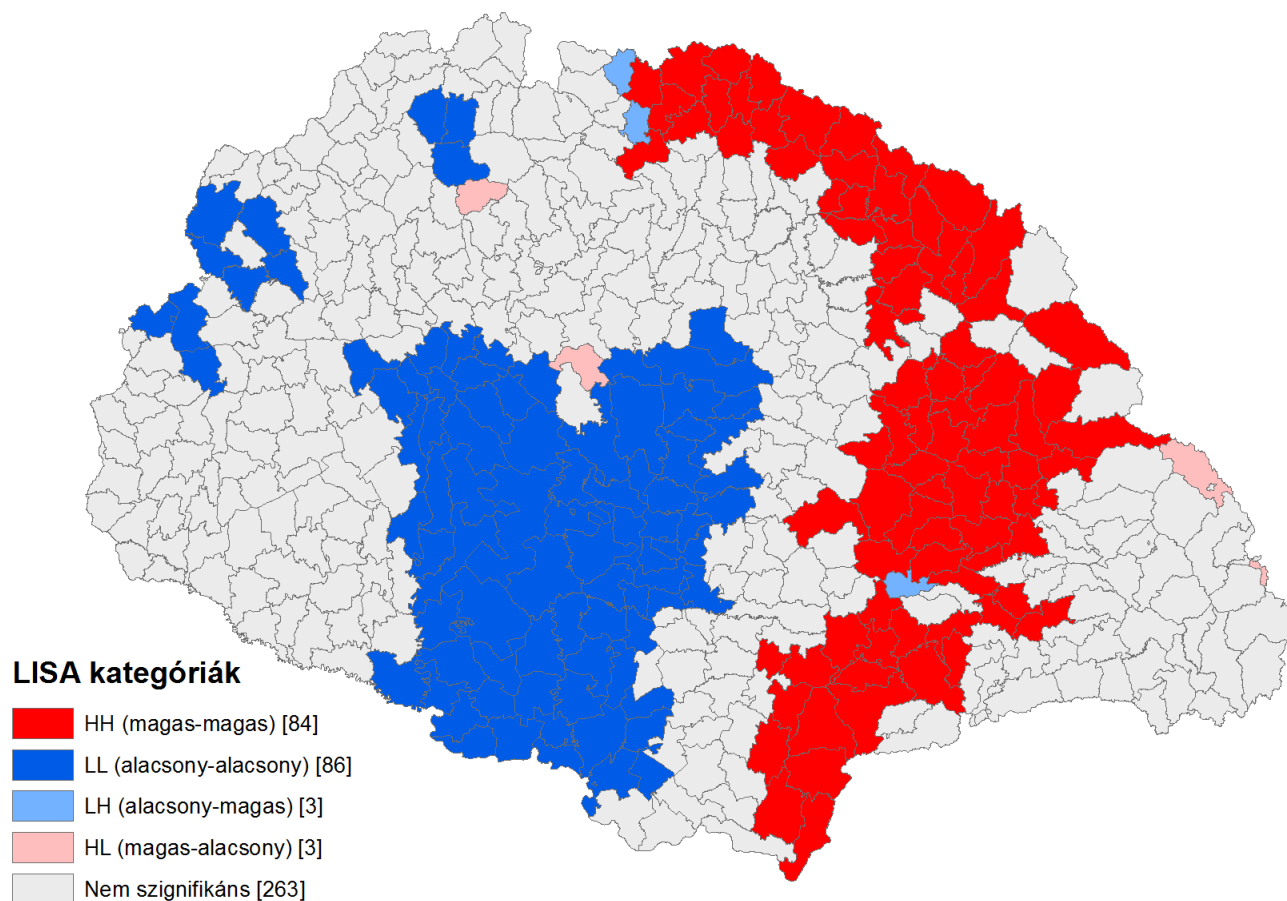 LISA kategóriák
HH (magas-magas) [84]
LL (alacsony-alacsony) [86]
LH (alacsony-magas) [3]
HL (magas-alacsony) [3]
Nem szignifikáns [263]